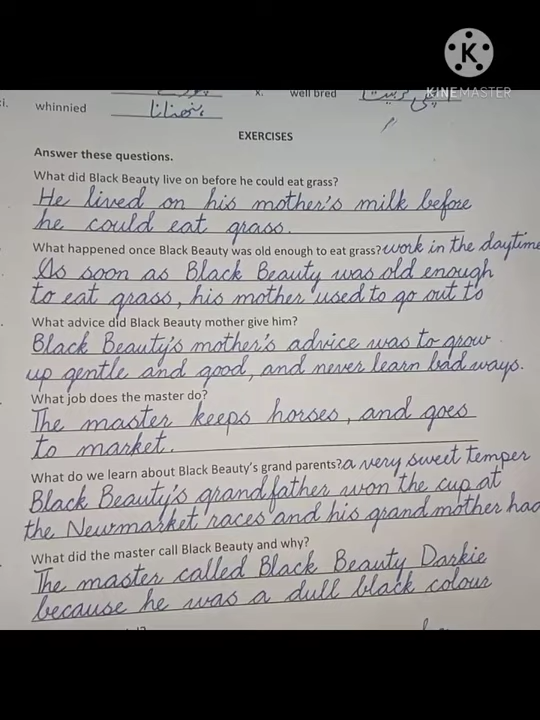 K
KINEMASTER
x. well bred
whinnied ہنہنانا
EXERCISES
Answer these questions.
What did Black Beauty live on before he could eat grass?
He lived on his mother's milk before
he could eat grass.
What happened once Black Beauty was old enough to eat grass? work in the daytime
As soon as Black Beauty was old enough
to eat grass, his mother used to go out to
What advice did Black Beauty mother give him?
Black Beauty's mother's advice was to grow
up gentle and good, and never learn bad ways.
What job does the master do?
The master keeps horses, and goes
to market.
What do we learn about Black Beauty's grand parents? a very sweet temper
Black Beauty's grandfather won the cup at
the Newmarket races and his grandmother had
What did the master call Black Beauty and why?
The master called Black Beauty Darkie
because he was a dull black colour